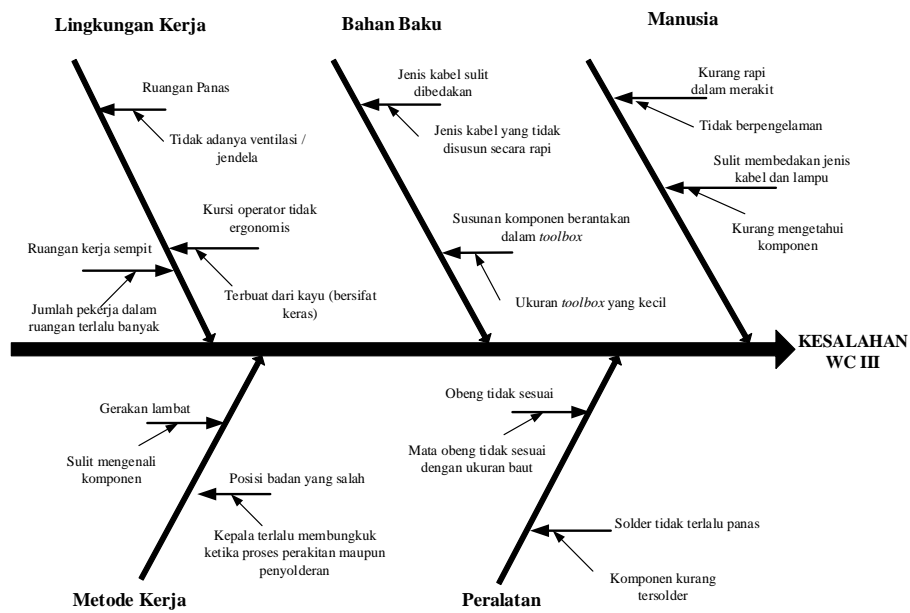 Lingkungan Kerja
Ruangan Panas
Tidak adanya ventilasi /
jendela
Kursi operator tidak
ergonomis
Ruangan kerja sempit
Terbuat dari kayu (bersifat
keras)
Jumlah pekerja dalam
ruangan terlalu banyak
Bahan Baku
Jenis kabel sulit
dibedakan
Jenis kabel yang tidak
disusun secara rapi
Susunan komponen berantakan
dalam toolbox
Ukuran toolbox yang kecil
Manusia
Kurang rapi
dalam merakit
Tidak berpengelaman
Sulit membedakan jenis
kabel dan lampu
Kurang mengetahui
komponen
KESALAHAN
WC III
Gerakan lambat
Sulit mengenali
komponen
Posisi badan yang salah
Kepala terlalu membungkuk
ketika proses perakitan maupun
penyolderan
Metode Kerja
Obeng tidak sesuai
Mata obeng tidak sesuai
dengan ukuran baut
Solder tidak terlalu panas
Komponen kurang
tersolder
Peralatan